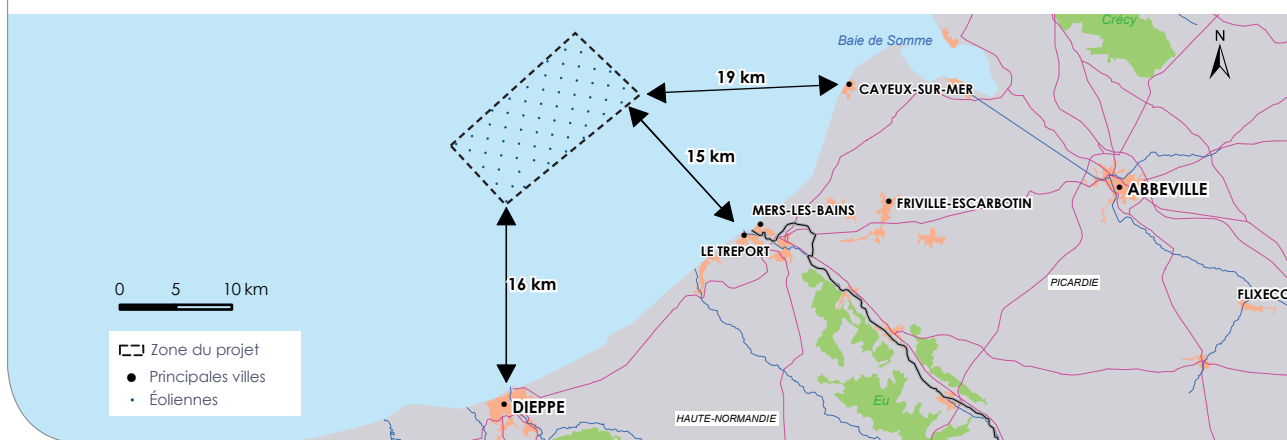 Crécy
Baie de Somme
N
19 km
CAYEUX-SUR-MER
15 km
ABBEVILLE
FRIVILLE-ESCARBOTIN
MERS-LES-BAINS
LE TREPORT
16 km
PICARDIE
FLIXECO
0 5 10 km
Zone du projet
Principales villes
Éoliennes
Eu
DIEPPE
HAUTE-NORMANDIE